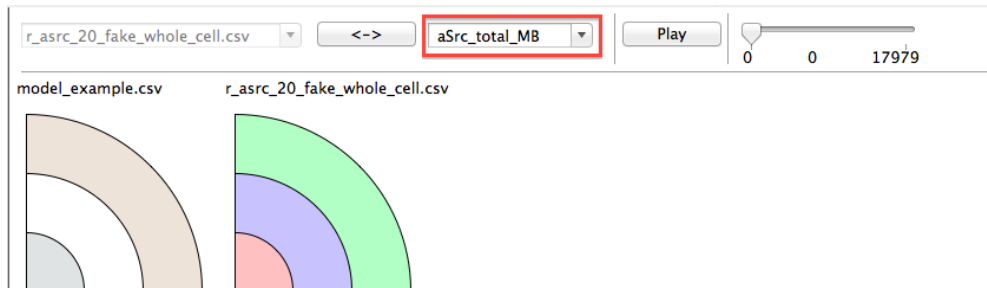 r_asrc_20_fake_whole_cell.csv <-> aSrc_total_MB Play
0 0 17979
model_example.csv r_asrc_20_fake_whole_cell.csv